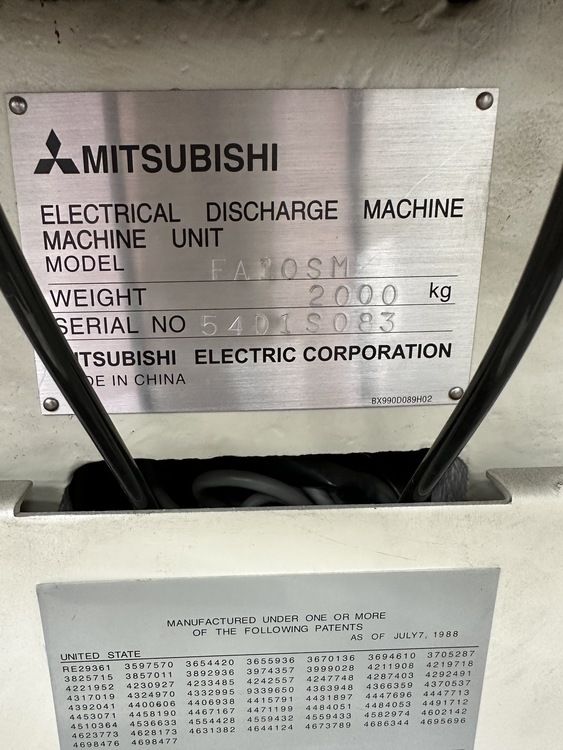 MITSUBISHI
ELECTRICAL DISCHARGE MACHINE
MACHINE UNIT
MODEL FA10SM
WEIGHT 2000 kg
SERIAL NO 5401S083
MITSUBISHI ELECTRIC CORPORATION
MADE IN CHINA
BX990D089H02
MANUFACTURED UNDER ONE OR MORE
OF THE FOLLOWING PATENTS
AS OF JULY7, 1988
UNITED STATE
RE29361 3597570 3654420 3655936 3670136 3694610 3705287
3825715 3857011 3892936 3974357 3999028 4211908 4219718
4221952 4230927 4233485 4242557 4247748 4287403 4292491
4317019 4324970 4332995 9339650 4363948 4366359 4370537
4392041 4400606 4406938 4415791 4431897 4447696 4447713
4453071 4458190 4467167 4471199 4484051 4484053 4491712
4510364 4536633 4554428 4559432 4559433 4582974 4602142
4623773 4628173 4631382 4644124 4673789 4686344 4695696
4698476 4698477